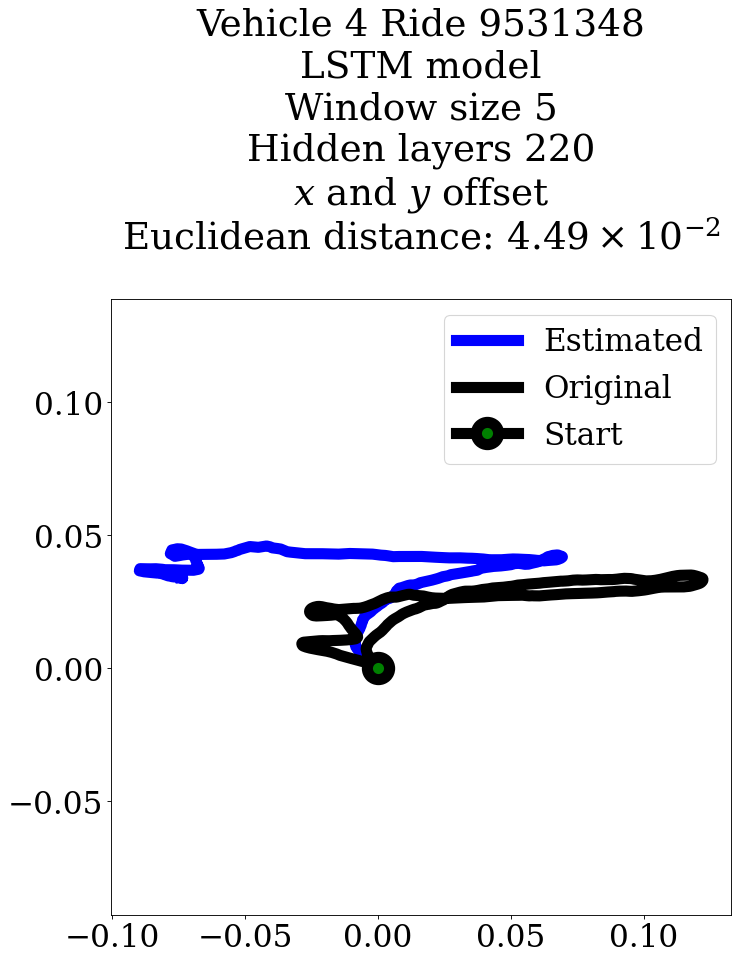 Vehicle 4 Ride 9531348
LSTM model
Window size 5
Hidden layers 220
x and y offset
Euclidean distance: 4.49 × 10⁻²
Estimated
Original
Start
0.10
0.05
0.00
−0.05
−0.10 −0.05 0.00 0.05 0.10